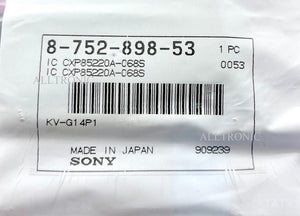 8-752-898-53 1 PC
IC CXP85220A-068S 0053
IC CXP85220A-068S
ALLTRONIC
KV-G14P1
MADE IN JAPAN 909239
SONY